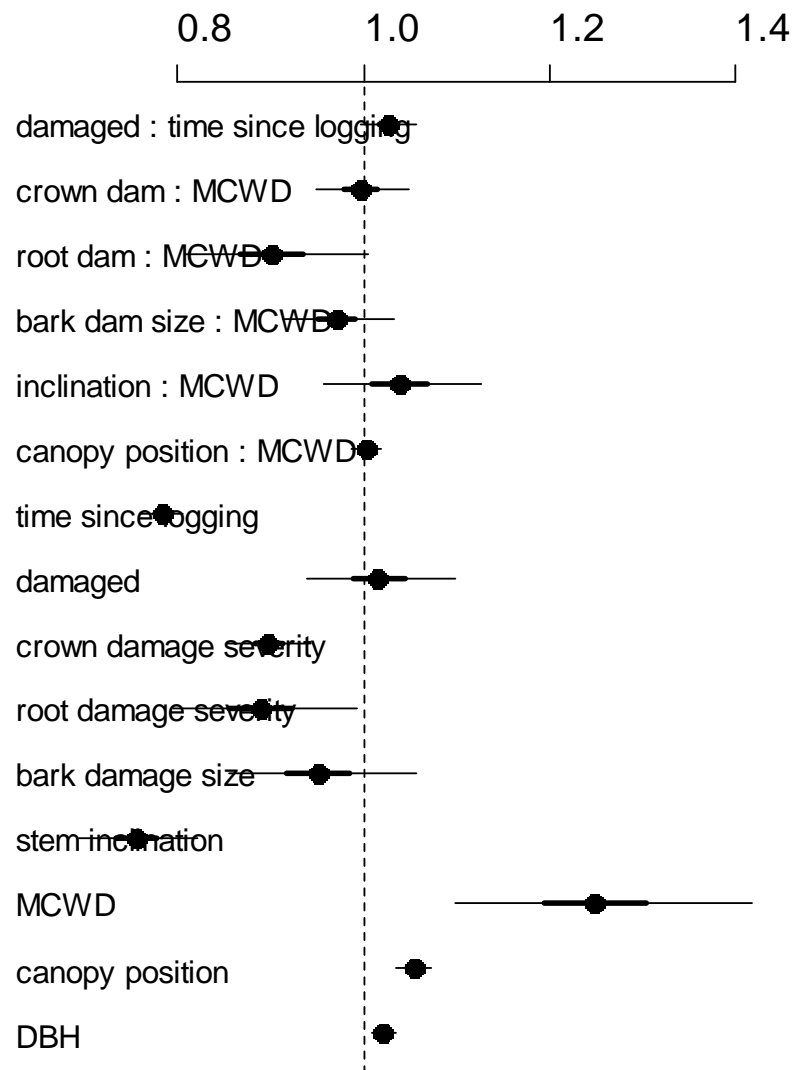 0.8 1.0 1.2 1.4
damaged : time since logging
crown dam : MCWD
root dam : MCWD
bark dam size : MCWD
inclination : MCWD
canopy position : MCWD
time since logging
damaged
crown damage severity
root damage severity
bark damage size
stem inclination
MCWD
canopy position
DBH